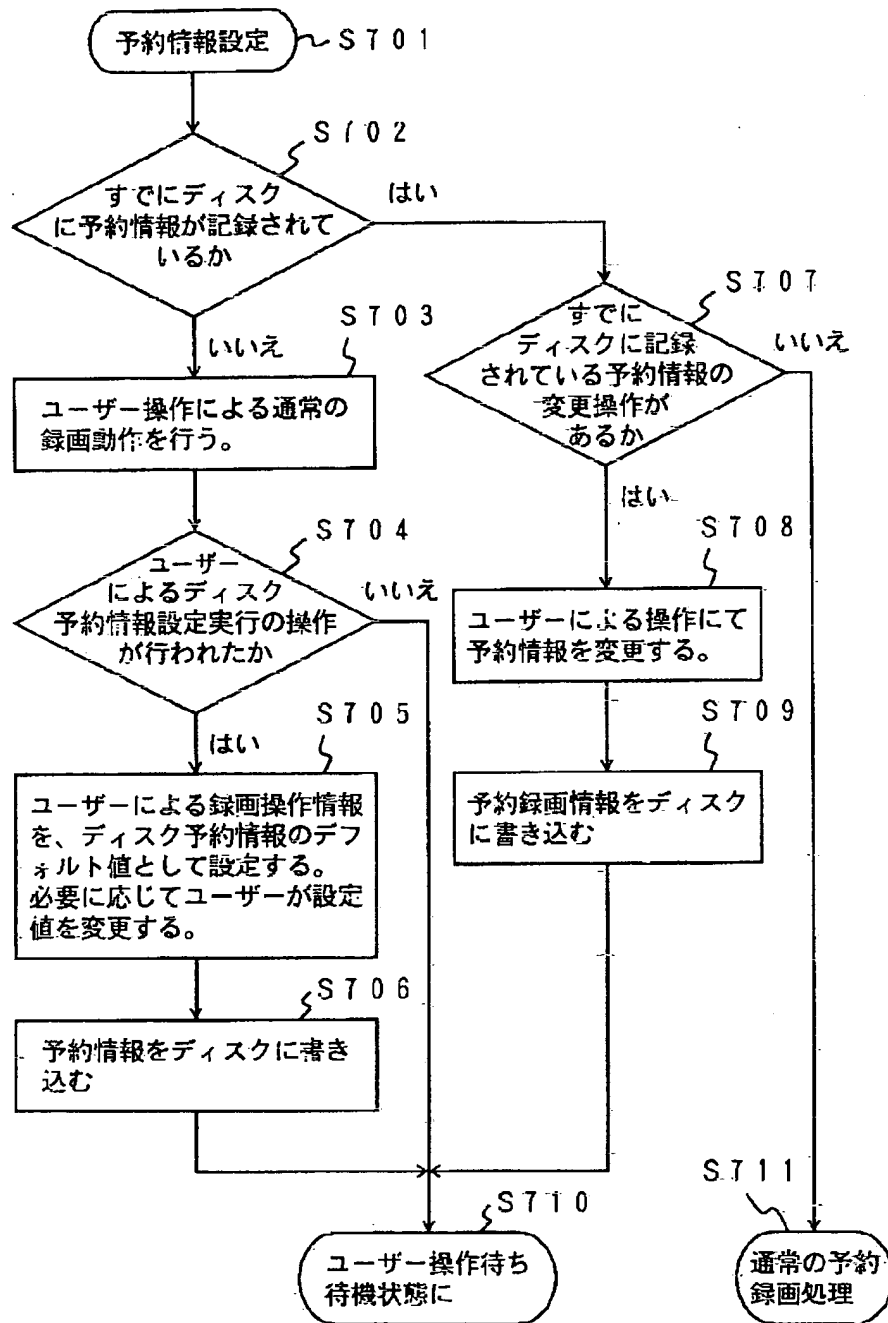 予約情報設定
S701
S702
すでにディスク
に予約情報が記録されて
いるか
はい
いいえ
S703
ユーザー操作による通常の
録画動作を行う。
S704
ユーザー
によるディスク
予約情報設定実行の操作
が行われたか
いいえ
はい
S705
ユーザーによる録画操作情報
を、ディスク予約情報のデフ
ォルト値として設定する。
必要に応じてユーザーが設定
値を変更する。
S706
予約情報をディスクに書き
込む
S707
すでに
ディスクに記録
されている予約情報の
変更操作が
あるか
いいえ
はい
S708
ユーザーによる操作にて
予約情報を変更する。
S709
予約録画情報をディスク
に書き込む
S710
ユーザー操作待ち
待機状態に
S711
通常の予約
録画処理